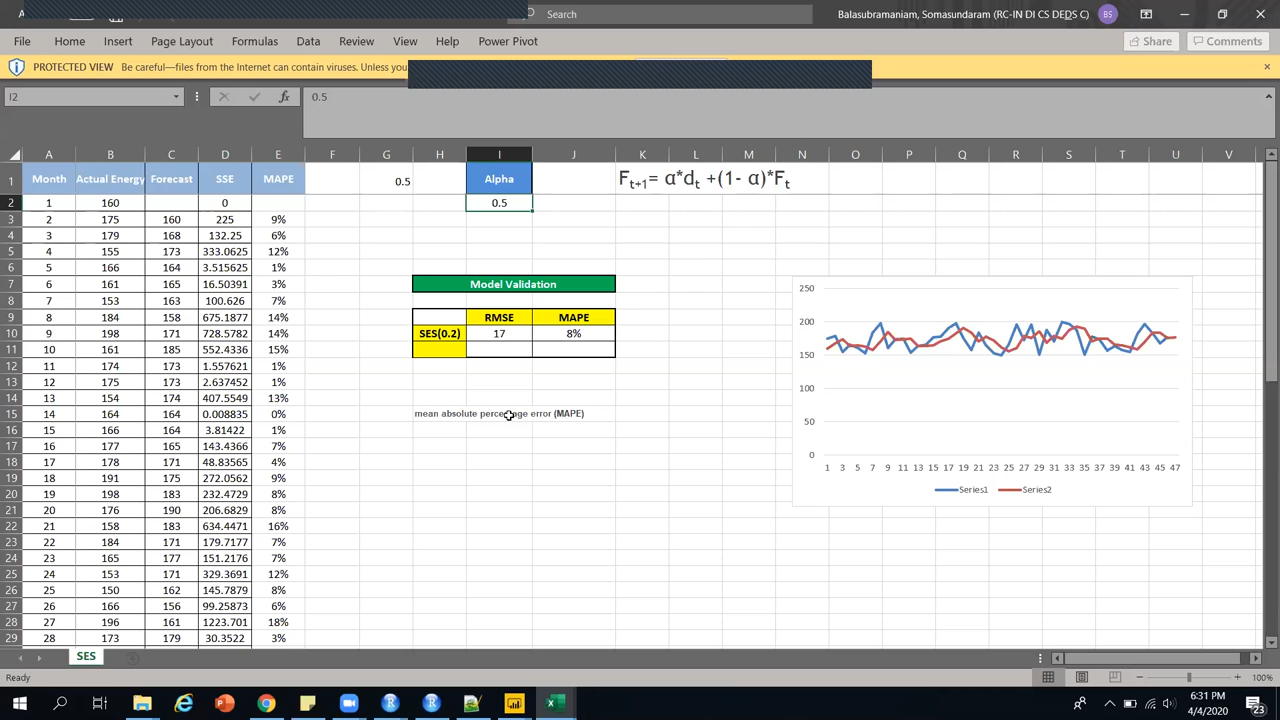 A
Search
Balasubramaniam, Somasundaram (RC-IN DI CS DEDS C)
BS
File Home Insert Draw Page Layout Formulas Data Review View Help Power Pivot
Share
Comments
PROTECTED VIEW Be careful—files from the Internet can contain viruses. Unless you
I2
fx
0.5
A B C D E F G H I J K L M N O P Q R S T U V
1 Month Actual Energy Forecast SSE MAPE 0.5 Alpha Ft+1= α*dt +(1- α)*Ft
2 1 160 0 0.5
3 2 175 160 225 9%
4 3 179 168 132.25 6%
5 4 155 173 333.0625 12%
6 5 166 164 3.515625 1%
7 6 161 165 16.50391 3% Model Validation
8 7 153 163 100.626 7%
9 8 184 158 675.1877 14% RMSE MAPE
10 9 198 171 728.5782 14% SES(0.2) 17 8%
11 10 161 185 552.4336 15%
12 11 174 173 1.557621 1%
13 12 175 173 2.637452 1%
14 13 154 174 407.5549 13%
15 14 164 164 0.008835 0% mean absolute percentage error (MAPE)
16 15 166 164 3.81422 1%
17 16 177 165 143.4366 7%
18 17 178 171 48.83565 4%
19 18 191 175 272.0562 9%
20 19 198 183 232.4729 8%
21 20 176 190 206.6829 8%
22 21 158 183 634.4471 16%
23 22 184 171 179.7177 7%
24 23 165 177 151.2176 7%
25 24 153 171 329.3691 12%
26 25 150 162 145.7879 8%
27 26 166 156 99.25873 6%
28 27 196 161 1223.701 18%
29 28 173 179 30.3522 3%
250
200
150
100
50
0
1 3 5 7 9 11 13 15 17 19 21 23 25 27 29 31 33 35 37 39 41 43 45 47
Series1 Series2
SES
Ready
100%
6:31 PM
4/4/2020
23